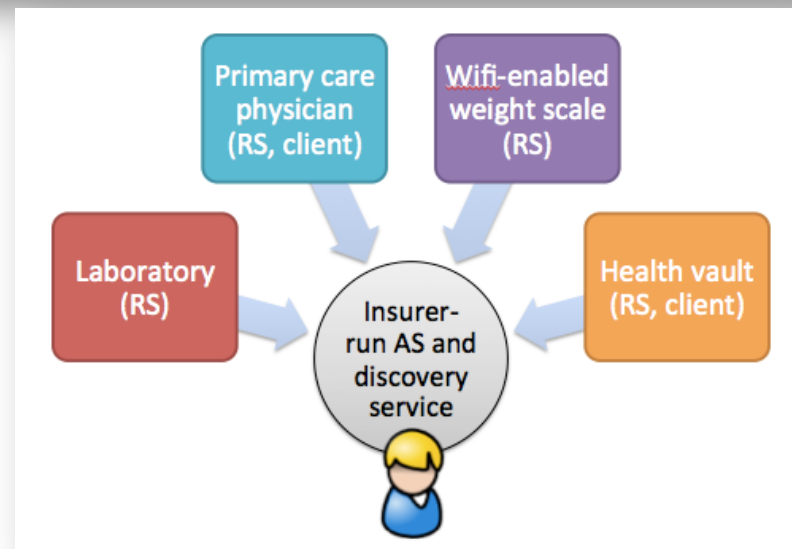 Primary care
physician
(RS, client)
Wifi-enabled
weight scale
(RS)
Laboratory
(RS)
Health vault
(RS, client)
Insurer-
run AS and
discovery
service